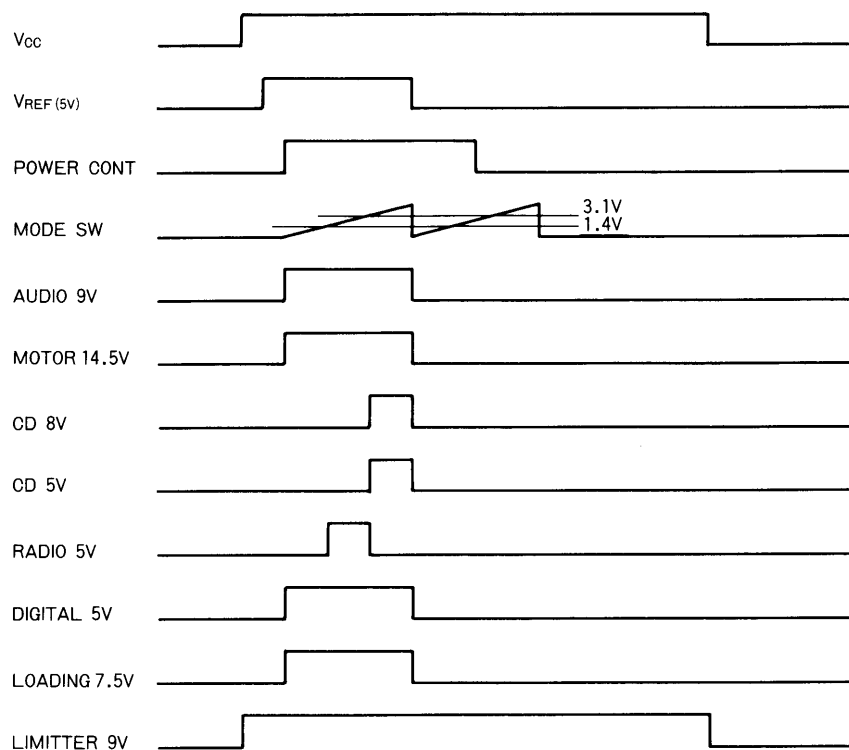 Vcc
VREF (5V)
POWER CONT
MODE SW
3.1V
1.4V
AUDIO 9V
MOTOR 14.5V
CD 8V
CD 5V
RADIO 5V
DIGITAL 5V
LOADING 7.5V
LIMITTER 9V